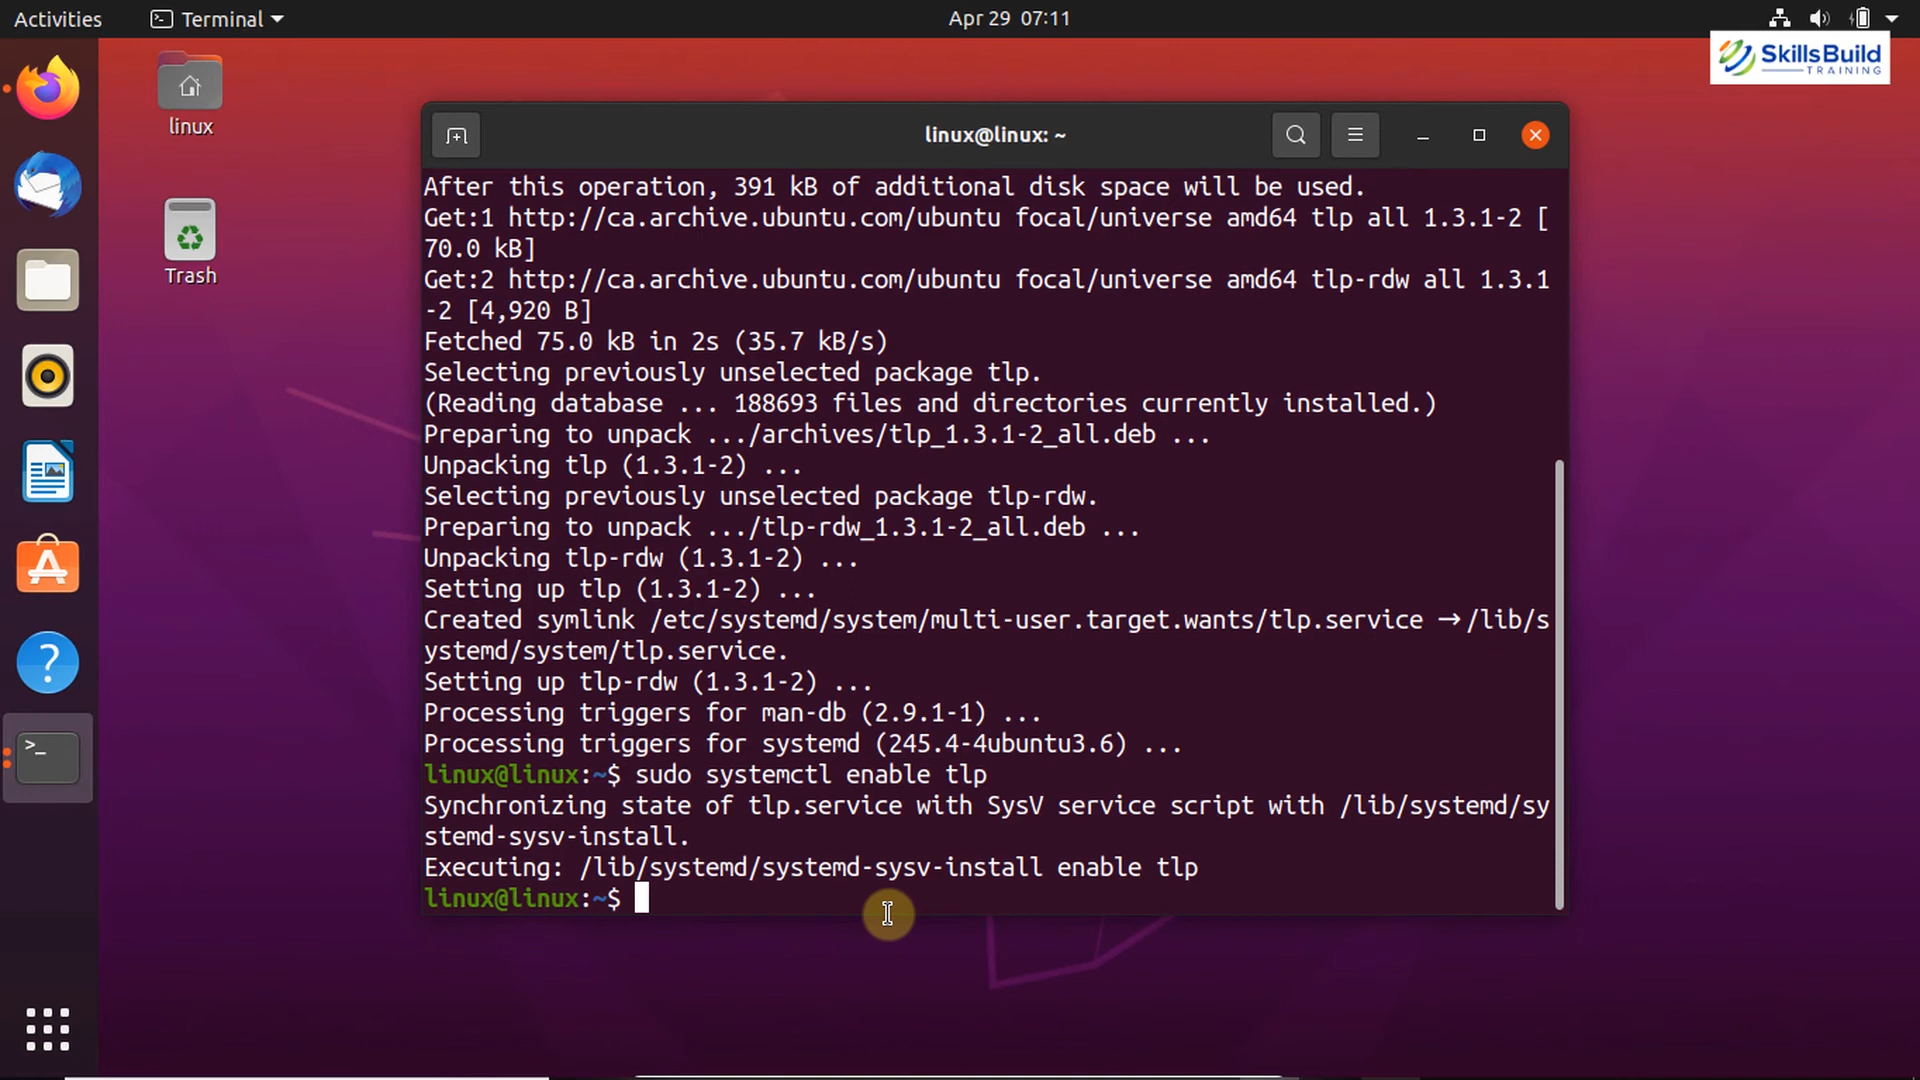 Activities
Terminal
Apr 29 07:11
SkillsBuild
TRAINING
linux
Trash
linux@linux: ~
After this operation, 391 kB of additional disk space will be used.
Get:1 http://ca.archive.ubuntu.com/ubuntu focal/universe amd64 tlp all 1.3.1-2 [
70.0 kB]
Get:2 http://ca.archive.ubuntu.com/ubuntu focal/universe amd64 tlp-rdw all 1.3.1
-2 [4,920 B]
Fetched 75.0 kB in 2s (35.7 kB/s)
Selecting previously unselected package tlp.
(Reading database ... 188693 files and directories currently installed.)
Preparing to unpack .../archives/tlp_1.3.1-2_all.deb ...
Unpacking tlp (1.3.1-2) ...
Selecting previously unselected package tlp-rdw.
Preparing to unpack .../tlp-rdw_1.3.1-2_all.deb ...
Unpacking tlp-rdw (1.3.1-2) ...
Setting up tlp (1.3.1-2) ...
Created symlink /etc/systemd/system/multi-user.target.wants/tlp.service → /lib/s
ystemd/system/tlp.service.
Setting up tlp-rdw (1.3.1-2) ...
Processing triggers for man-db (2.9.1-1) ...
Processing triggers for systemd (245.4-4ubuntu3.6) ...
linux@linux:~$ sudo systemctl enable tlp
Synchronizing state of tlp.service with SysV service script with /lib/systemd/sy
stemd-sysv-install.
Executing: /lib/systemd/systemd-sysv-install enable tlp
linux@linux:~$